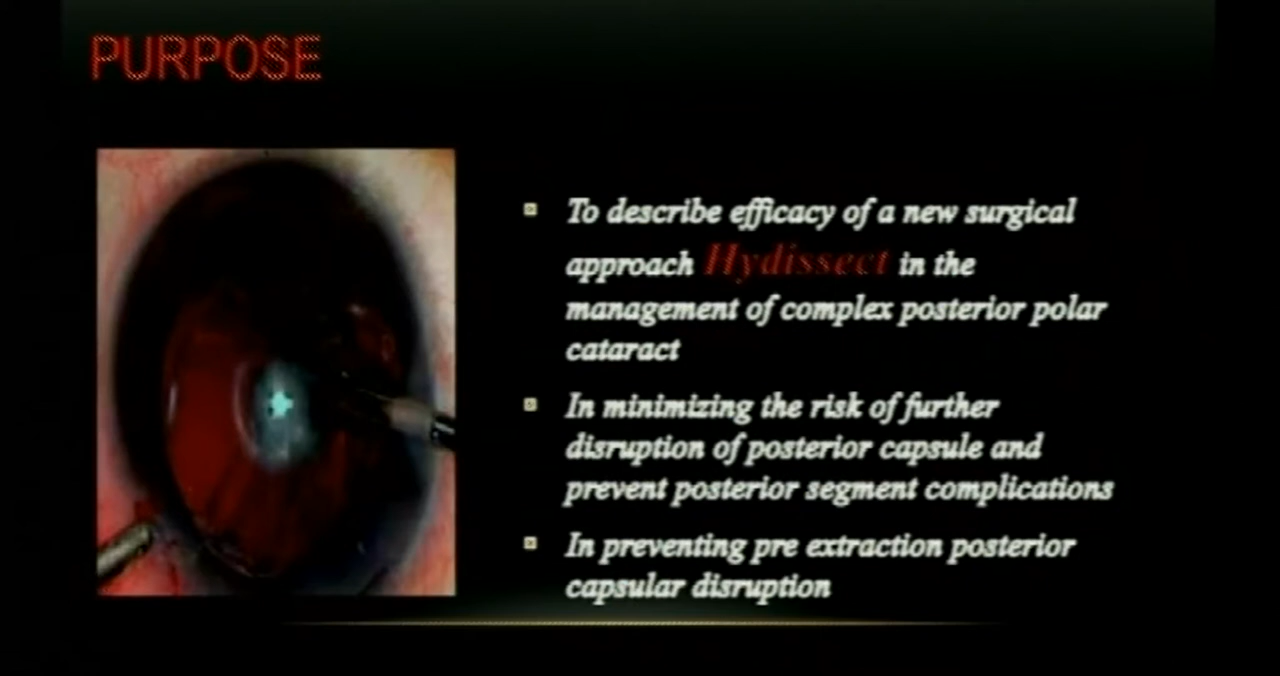 PURPOSE
To describe efficacy of a new surgical
approach Hydissect in the
management of complex posterior polar
cataract
In minimizing the risk of further
disruption of posterior capsule and
prevent posterior segment complications
In preventing pre extraction posterior
capsular disruption